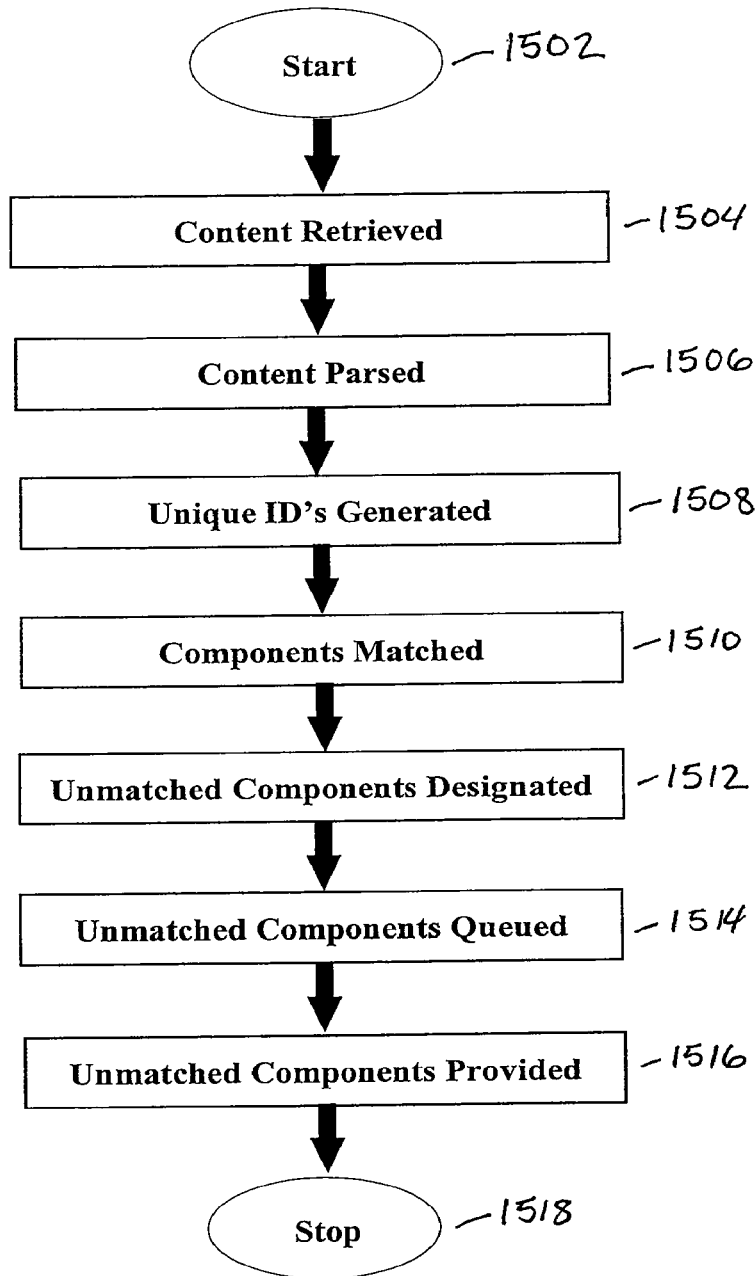 Start 1502
Content Retrieved 1504
Content Parsed 1506
Unique ID's Generated 1508
Components Matched 1510
Unmatched Components Designated 1512
Unmatched Components Queued 1514
Unmatched Components Provided 1516
Stop 1518